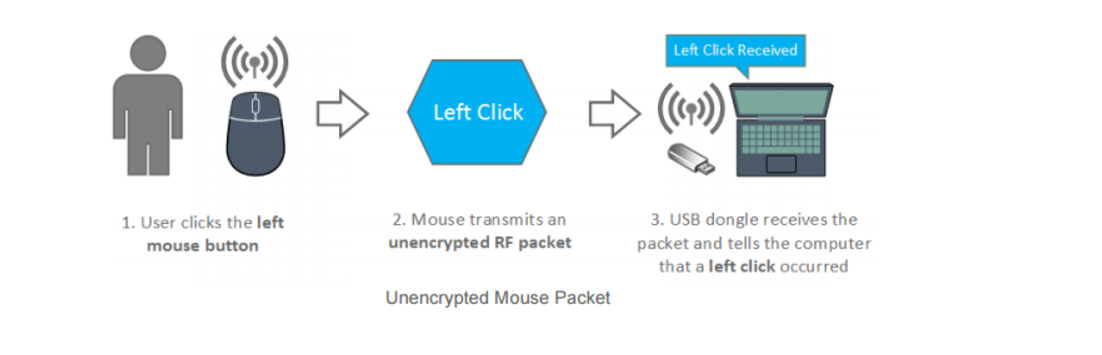 Left Click Received
Left Click
1. User clicks the left
mouse button
2. Mouse transmits an
unencrypted RF packet
3. USB dongle receives the
packet and tells the computer
that a left click occurred
Unencrypted Mouse Packet